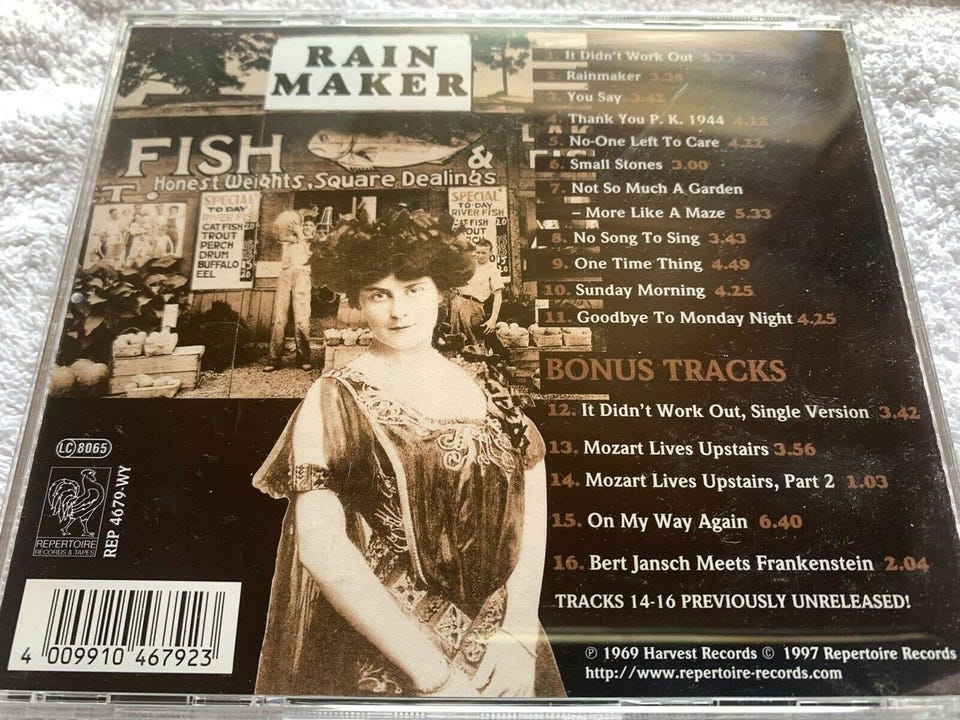 RAIN
MAKER
FISH &
T. Honest Weights, Square Dealings
SPECIAL
TO-DAY
RIVER FISH
CATFISH 20
TROUT
PERCH
DRUM
BUFFALO
EEL
SPECIAL
TO-DAY
RIVER FISH
1. It Didn't Work Out 5.13
2. Rainmaker 3.38
3. You Say 3.42
4. Thank You P. K. 1944 4.12
5. No-One Left To Care 4.22
6. Small Stones 3.00
7. Not So Much A Garden
– More Like A Maze 5.33
8. No Song To Sing 3.43
9. One Time Thing 4.49
10. Sunday Morning 4.25
11. Goodbye To Monday Night 4.25
BONUS TRACKS
12. It Didn't Work Out, Single Version 3.42
13. Mozart Lives Upstairs 3.56
14. Mozart Lives Upstairs, Part 2 1.03
15. On My Way Again 6.40
16. Bert Jansch Meets Frankenstein 2.04
TRACKS 14-16 PREVIOUSLY UNRELEASED!
℗ 1969 Harvest Records © 1997 Repertoire Records
http://www.repertoire-records.com
LC 8065
REPERTOIRE
RECORDS & TAPES
REP 4679-WY
4 009910 467923